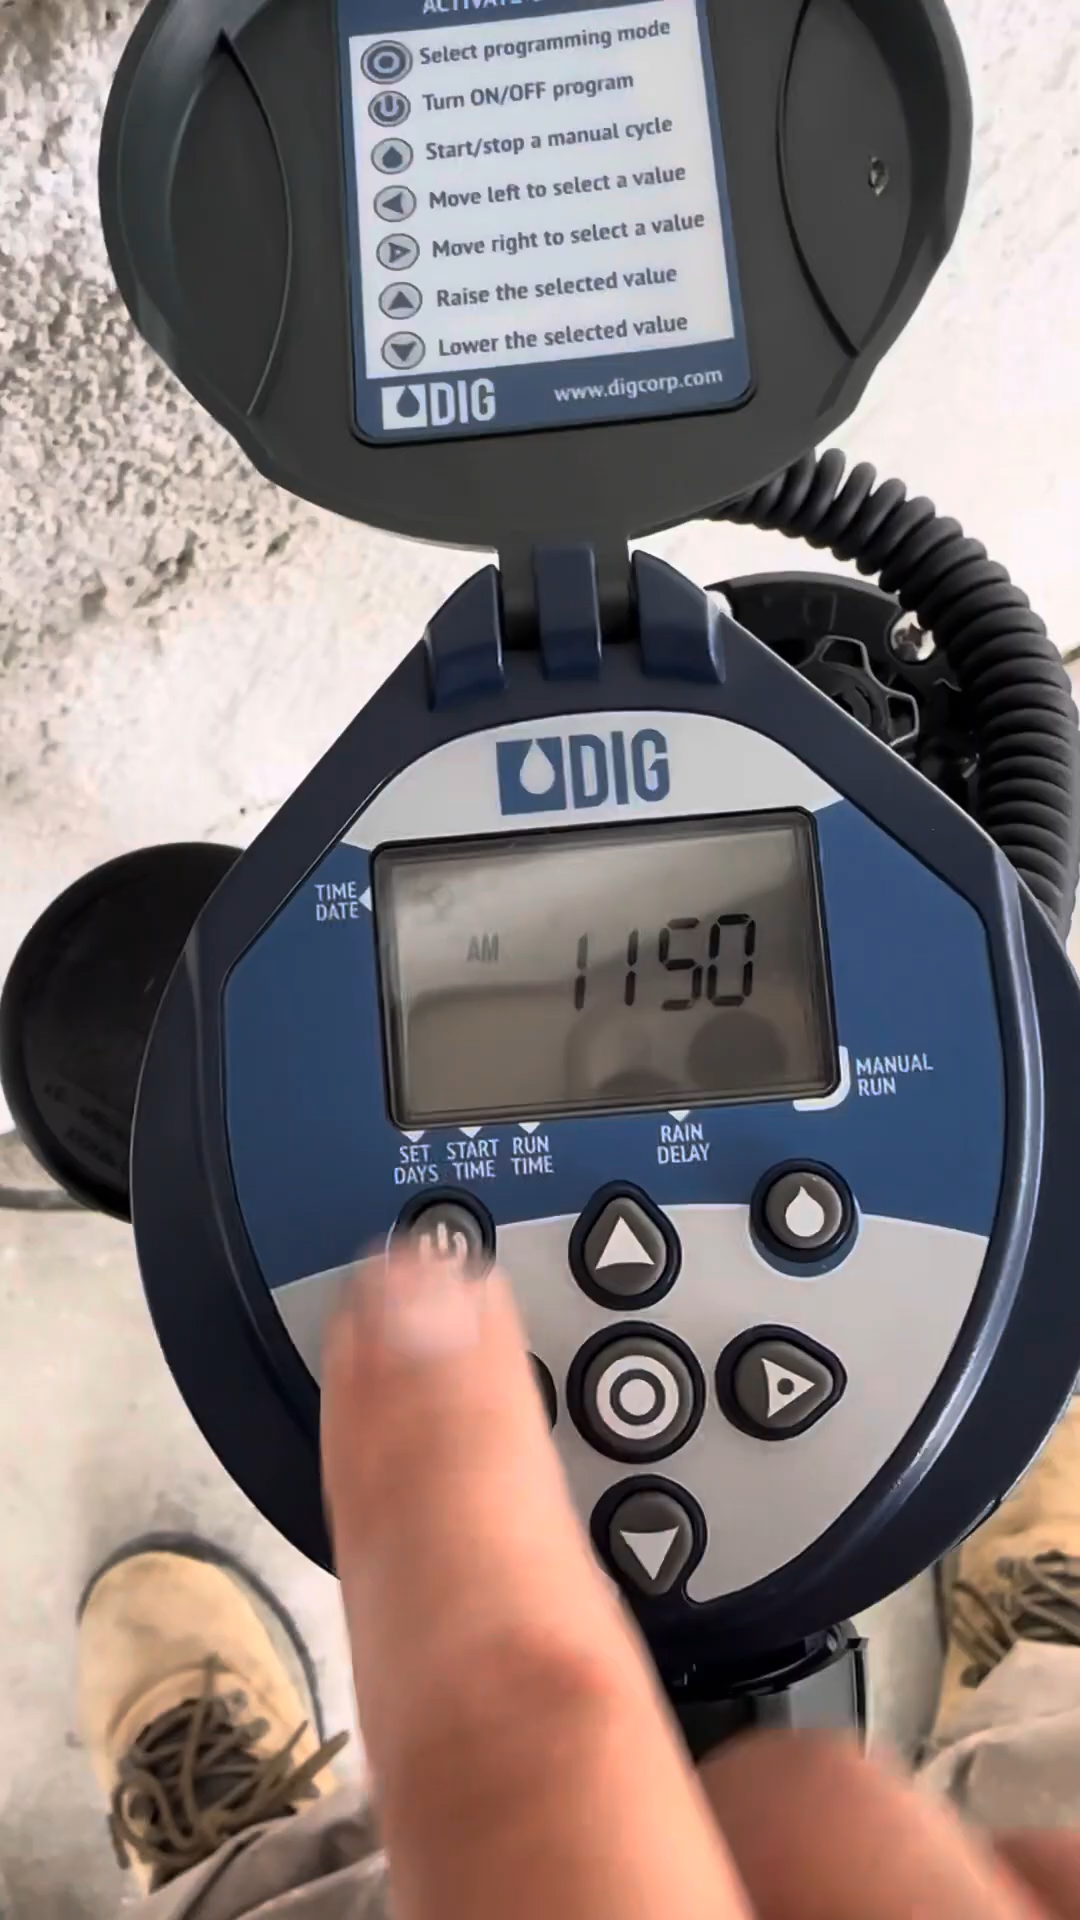 Select programming mode
Turn ON/OFF program
Start/stop a manual cycle
Move left to select a value
Move right to select a value
Raise the selected value
Lower the selected value
DIG
www.digcorp.com
DIG
TIME
DATE
AM 1150
MANUAL
RUN
SET
DAYS
START
TIME
RUN
TIME
RAIN
DELAY